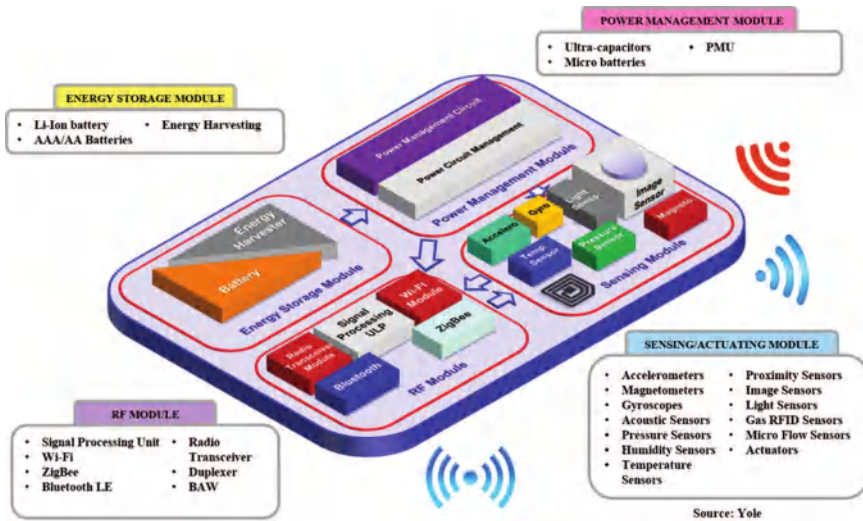 POWER MANAGEMENT MODULE
• Ultra-capacitors • PMU
• Micro batteries
ENERGY STORAGE MODULE
• Li-Ion battery • Energy Harvesting
• AAA/AA Batteries
Power Management Circuit
Power Circuit Management
Power Management Module
Energy
Harvester
Battery
Energy Storage Module
Image
Sensor
Light
Sensor
Magneto
Gyro
Accelero
Pressure
Sensor
Temp.
Sensor
Sensing Module
Wi-Fi
Module
Signal
Processing
ULP
ZigBee
Radio
Transceiver
Module
Bluetooth
RF Module
SENSING/ACTUATING MODULE
• Accelerometers • Proximity Sensors
• Magnetometers • Image Sensors
• Gyroscopes • Light Sensors
• Acoustic Sensors • Gas RFID Sensors
• Pressure Sensors • Micro Flow Sensors
• Humidity Sensors • Actuators
• Temperature
Sensors
RF MODULE
• Signal Processing Unit • Radio
• Wi-Fi Transceiver
• ZigBee • Duplexer
• Bluetooth LE • BAW
Source: Yole